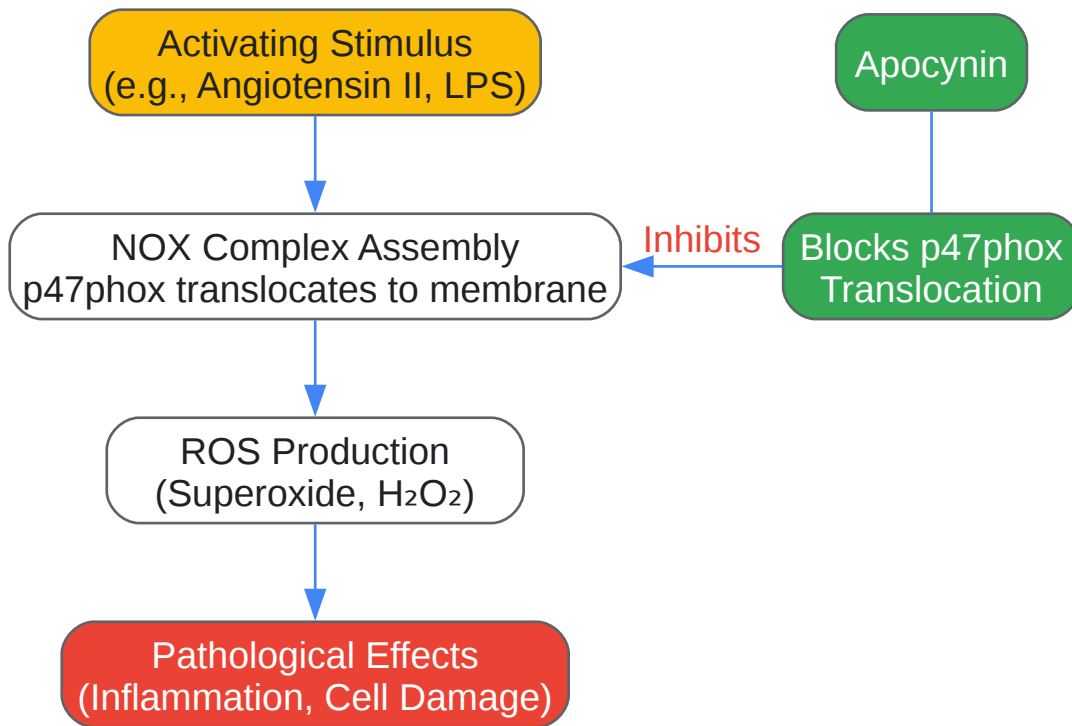 Activating Stimulus
(e.g., Angiotensin II, LPS)
Apocynin
NOX Complex Assembly
p47phox translocates to membrane
Inhibits
Blocks p47phox
Translocation
ROS Production
(Superoxide, H₂O₂)
Pathological Effects
(Inflammation, Cell Damage)